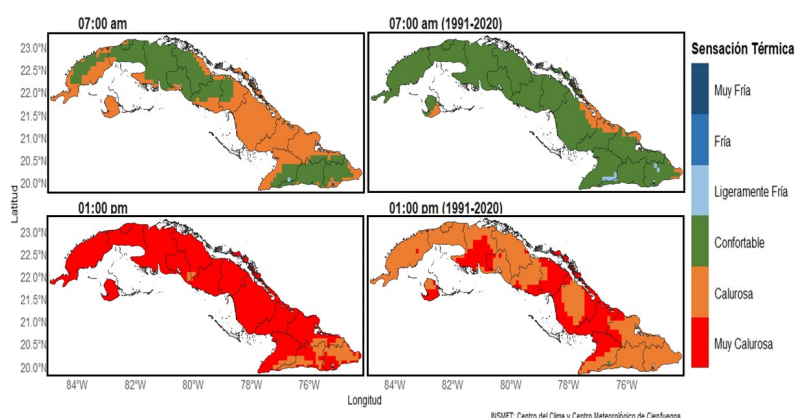 07:00 am
07:00 am (1991-2020)
23.0°N
22.5°N
22.0°N
21.5°N
21.0°N
20.5°N
20.0°N
01:00 pm
01:00 pm (1991-2020)
23.0°N
22.5°N
22.0°N
21.5°N
21.0°N
20.5°N
20.0°N
Latitud
84°W
82°W
80°W
78°W
76°W
84°W
82°W
80°W
78°W
76°W
Longitud
Sensación Térmica
Muy Fría
Fría
Ligeramente Fría
Confortable
Calurosa
Muy Calurosa
INSMET: Centro del Clima y Centro Meteorológico de Cienfuegos